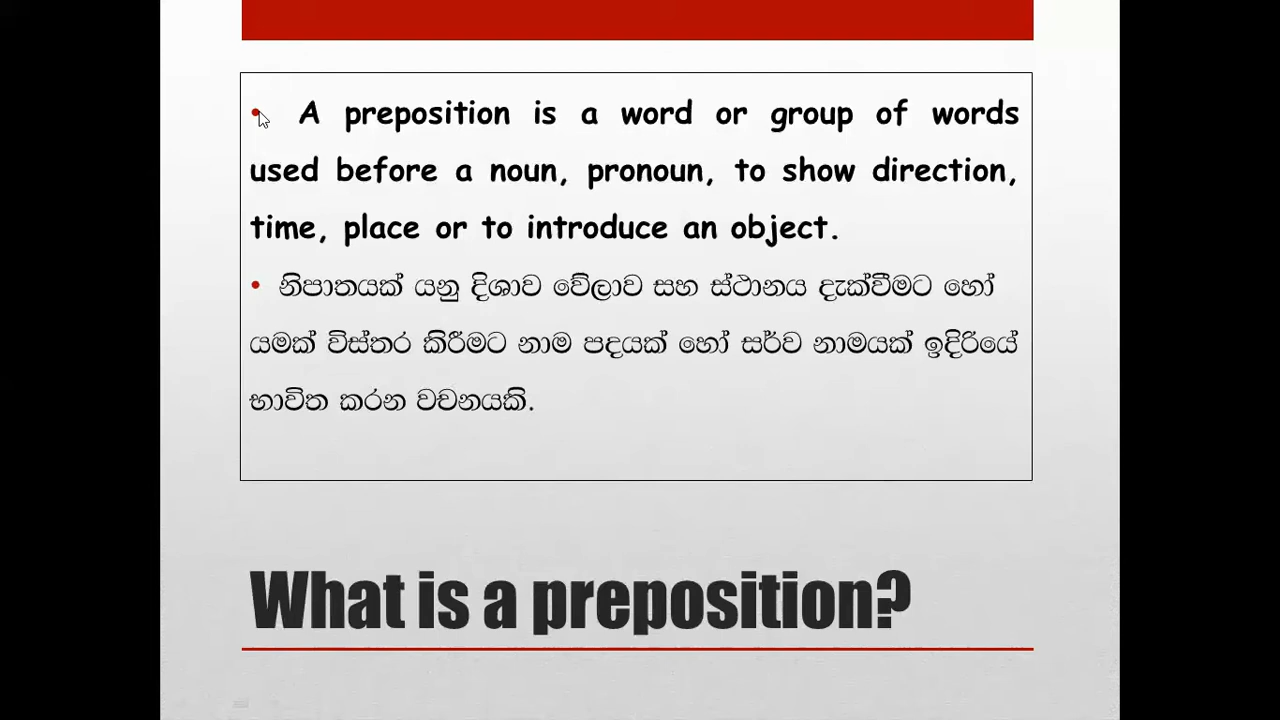 • A preposition is a word or group of words
used before a noun, pronoun, to show direction,
time, place or to introduce an object.
• නිපාතයක් යනු දිශාව වේලාව සහ ස්ථානය දැක්වීමට හෝ
යමක් විස්තර කිරීමට නාම පදයක් හෝ සර්ව නාමයක් ඉදිරියේ
භාවිත කරන වචනයකි.
What is a preposition?